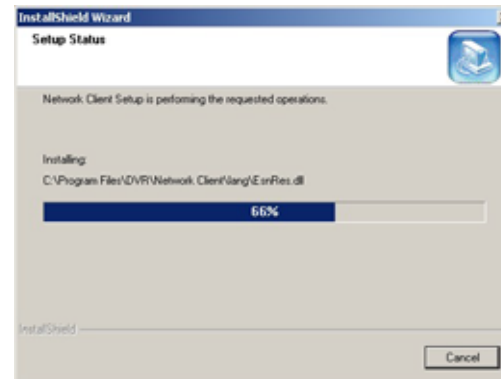 InstallShield Wizard
Setup Status
Network Client Setup is performing the requested operations.
Installing:
C:\Program Files\DVR\Network Client\lang\EsnRes.dll
66%
InstallShield
Cancel